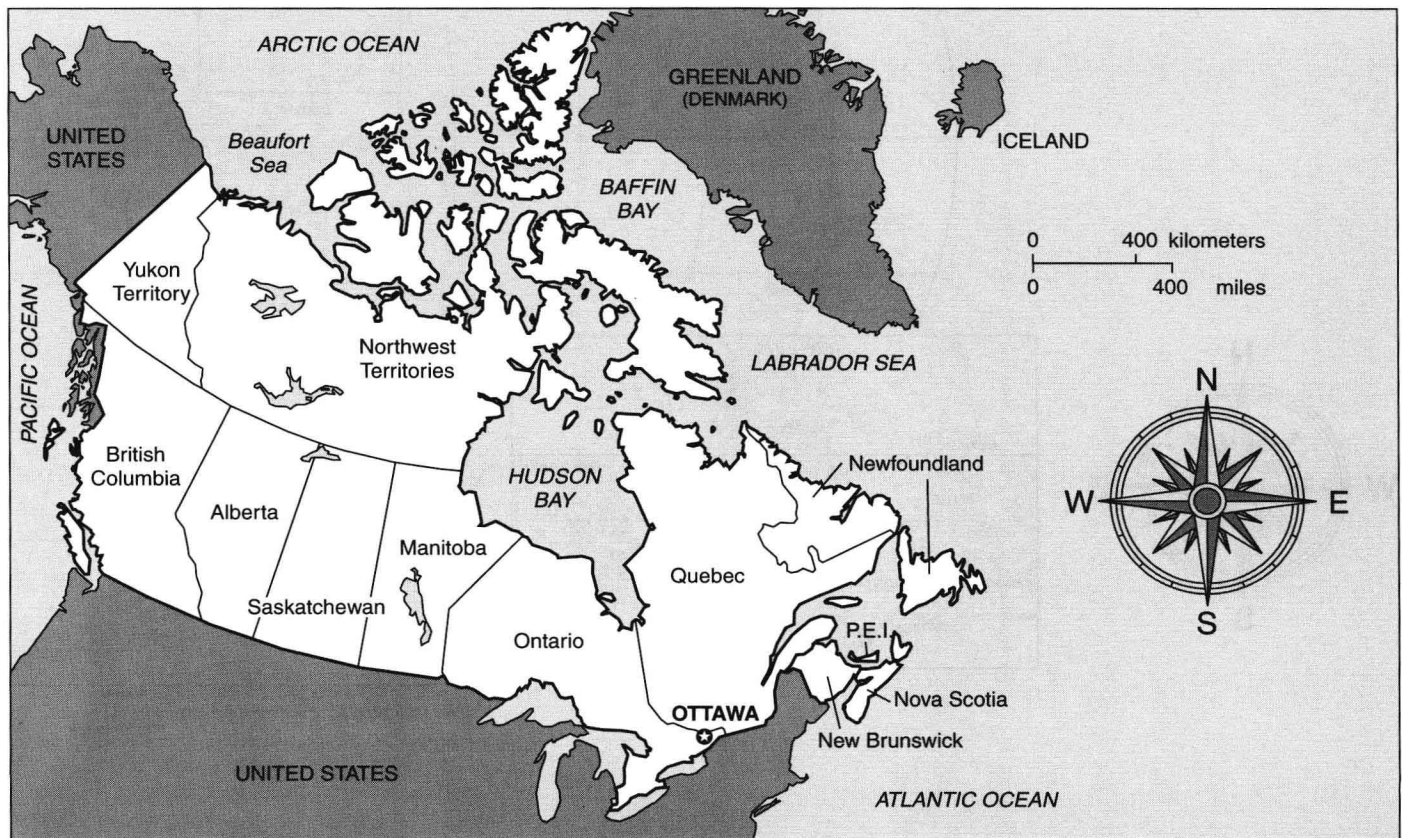 ARCTIC OCEAN
GREENLAND
(DENMARK)
UNITED
STATES
Beaufort
Sea
ICELAND
BAFFIN
BAY
0 400 kilometers
0 400 miles
Yukon
Territory
PACIFIC OCEAN
Northwest
Territories
LABRADOR SEA
N
W
E
S
British
Columbia
HUDSON
BAY
Newfoundland
Alberta
Manitoba
Quebec
Saskatchewan
Ontario
P.E.I.
Nova Scotia
OTTAWA
New Brunswick
UNITED STATES
ATLANTIC OCEAN